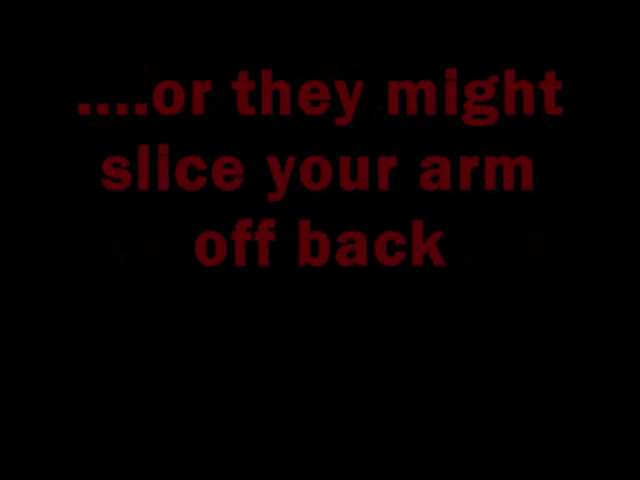 ....or they might
slice your arm
off back